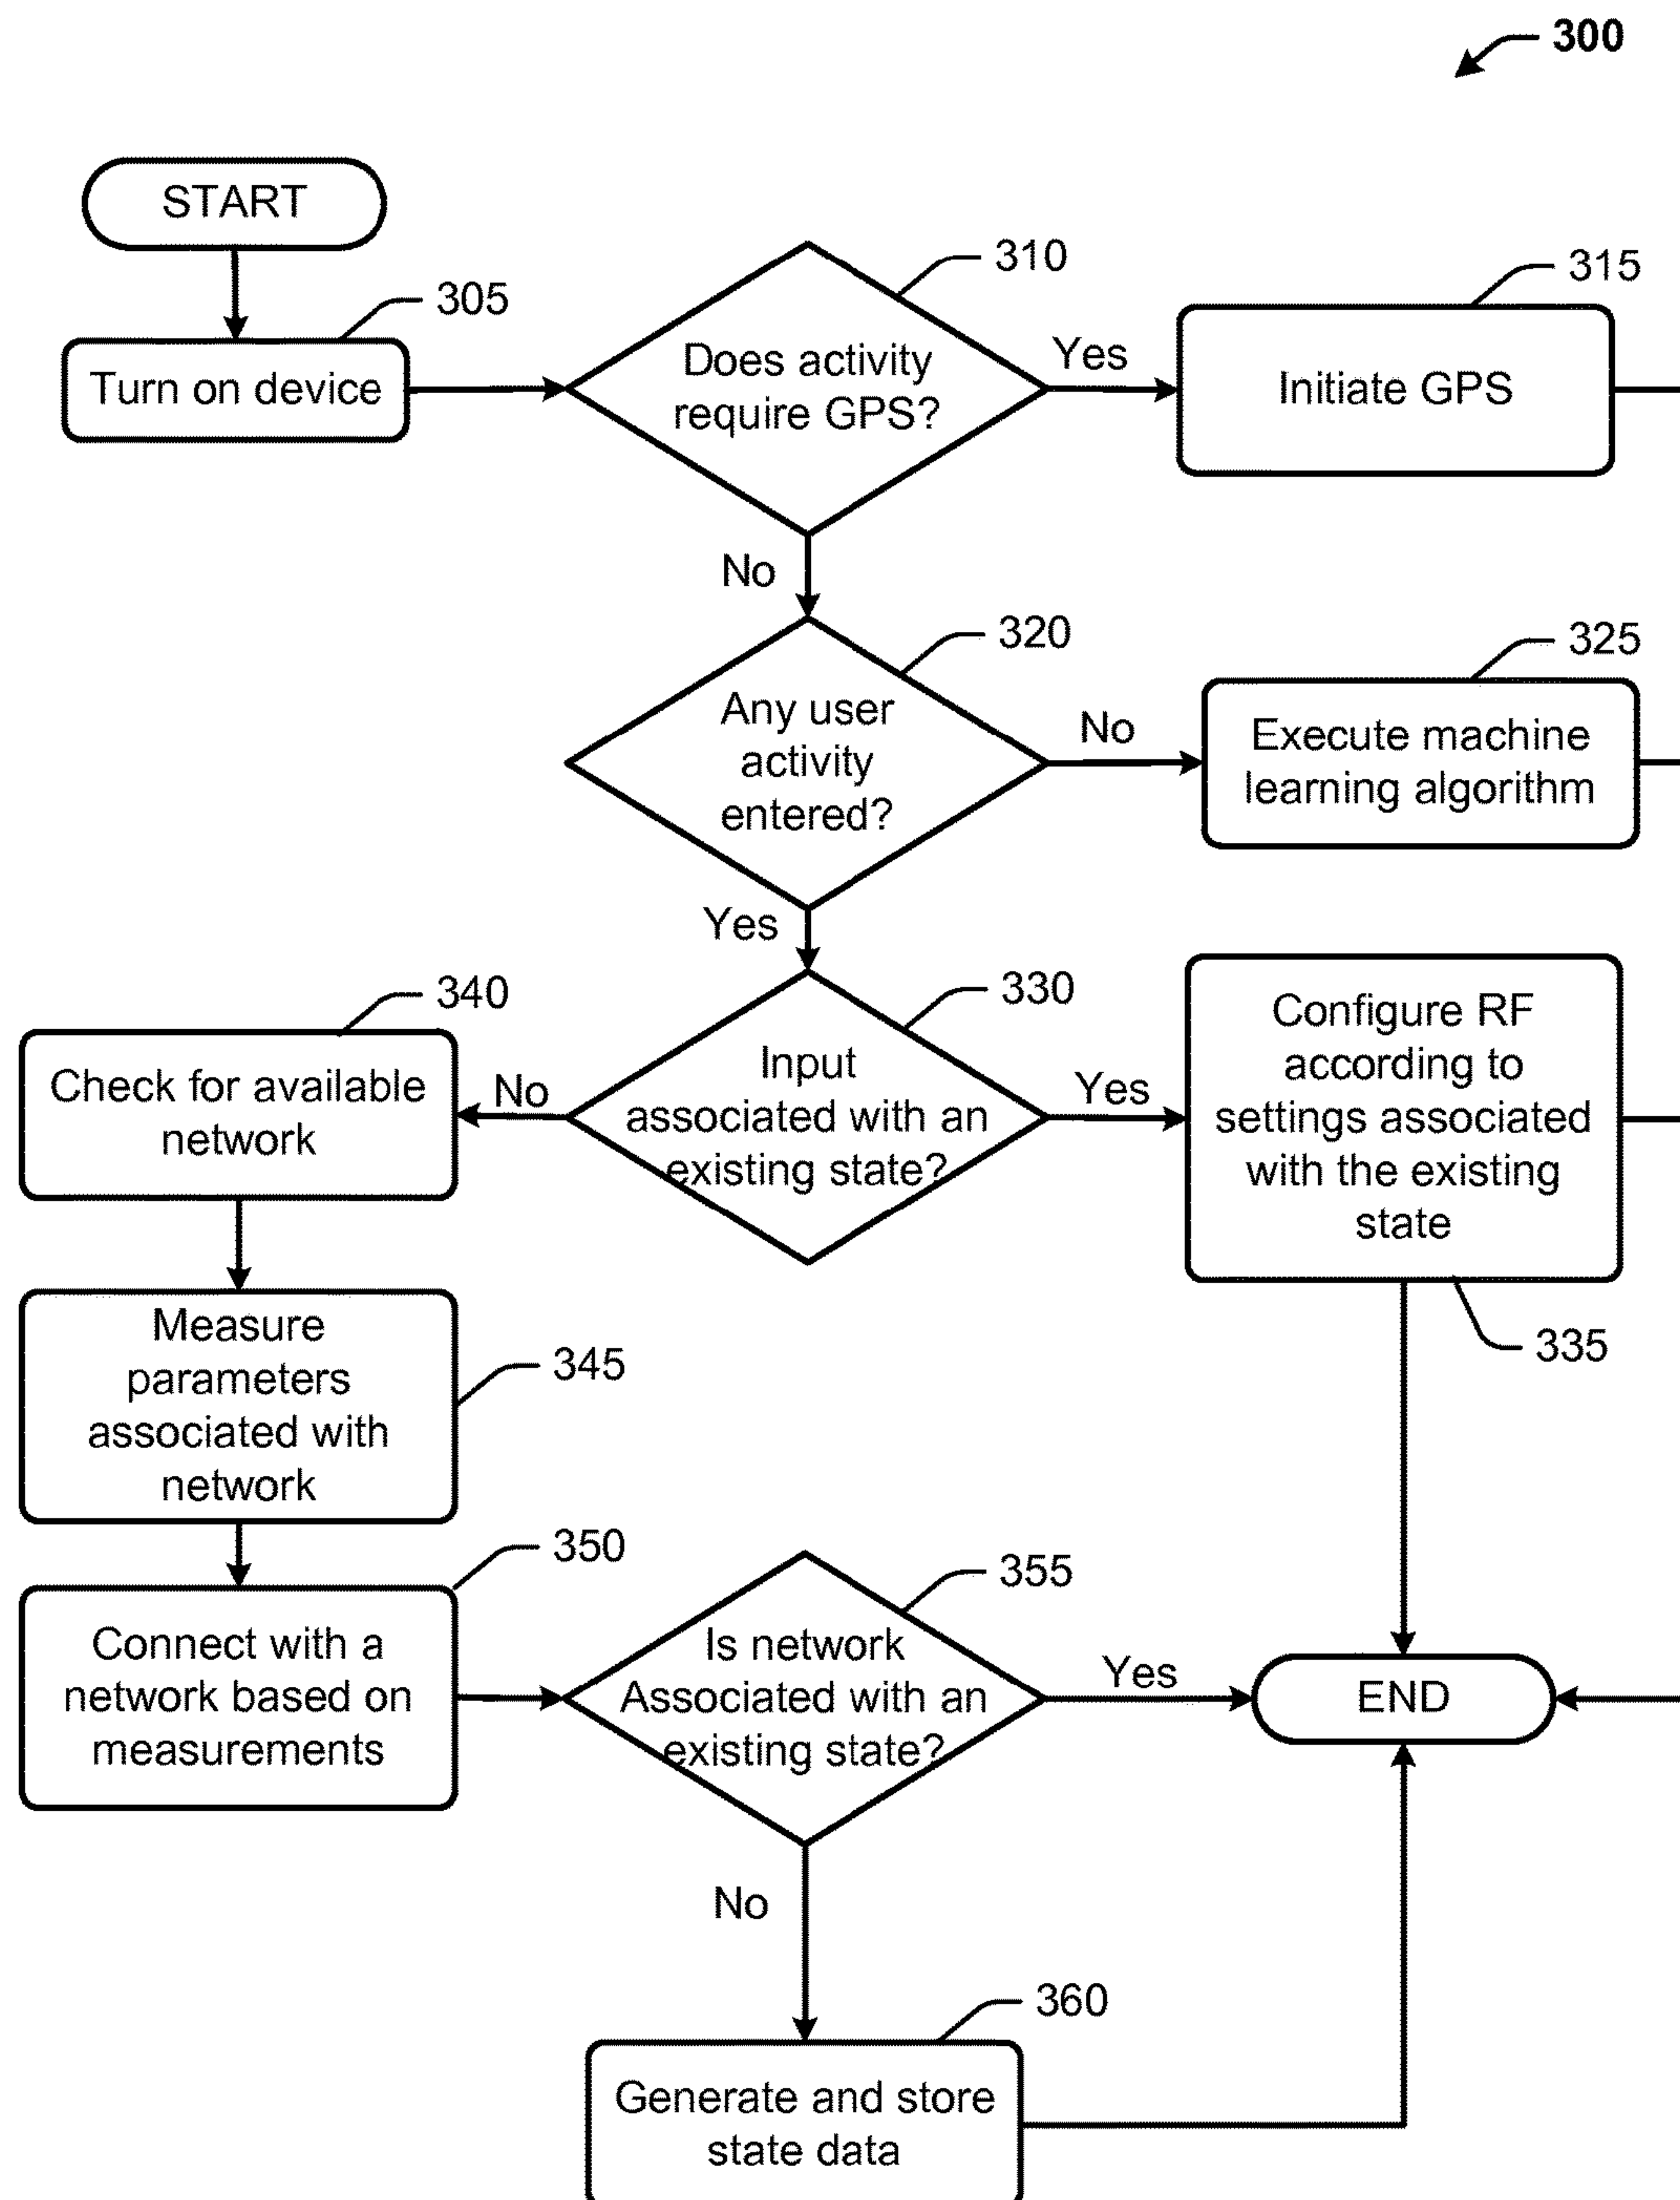 300
START
305
Turn on device
310
Does activity
require GPS?
Yes
315
Initiate GPS
No
320
Any user
activity
entered?
No
325
Execute machine
learning algorithm
Yes
330
Input
associated with an
existing state?
Yes
Configure RF
according to
settings associated
with the existing
state
335
No
340
Check for available
network
Measure
parameters
associated with
network
345
350
Connect with a
network based on
measurements
355
Is network
Associated with an
existing state?
Yes
END
No
360
Generate and store
state data